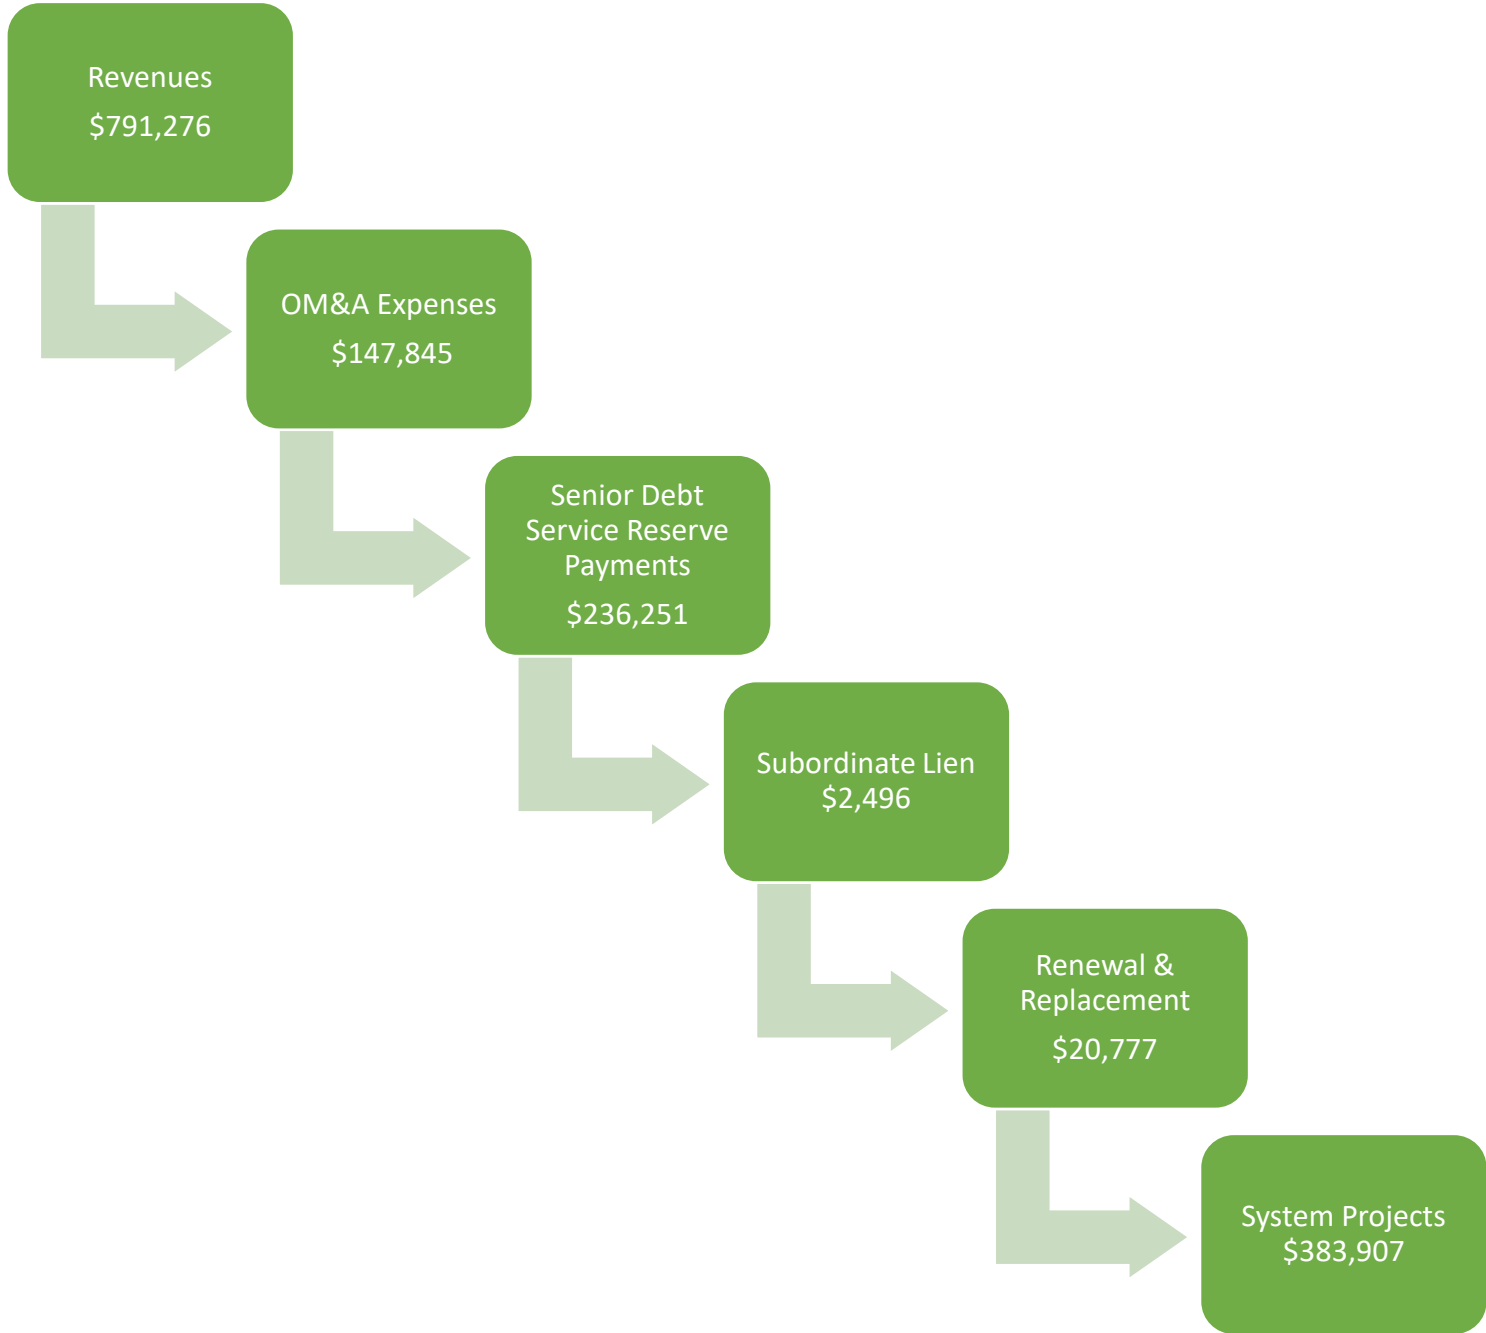 Revenues
$791,276
OM&A Expenses
$147,845
Senior Debt
Service Reserve
Payments
$236,251
Subordinate Lien
$2,496
Renewal &
Replacement
$20,777
System Projects
$383,907